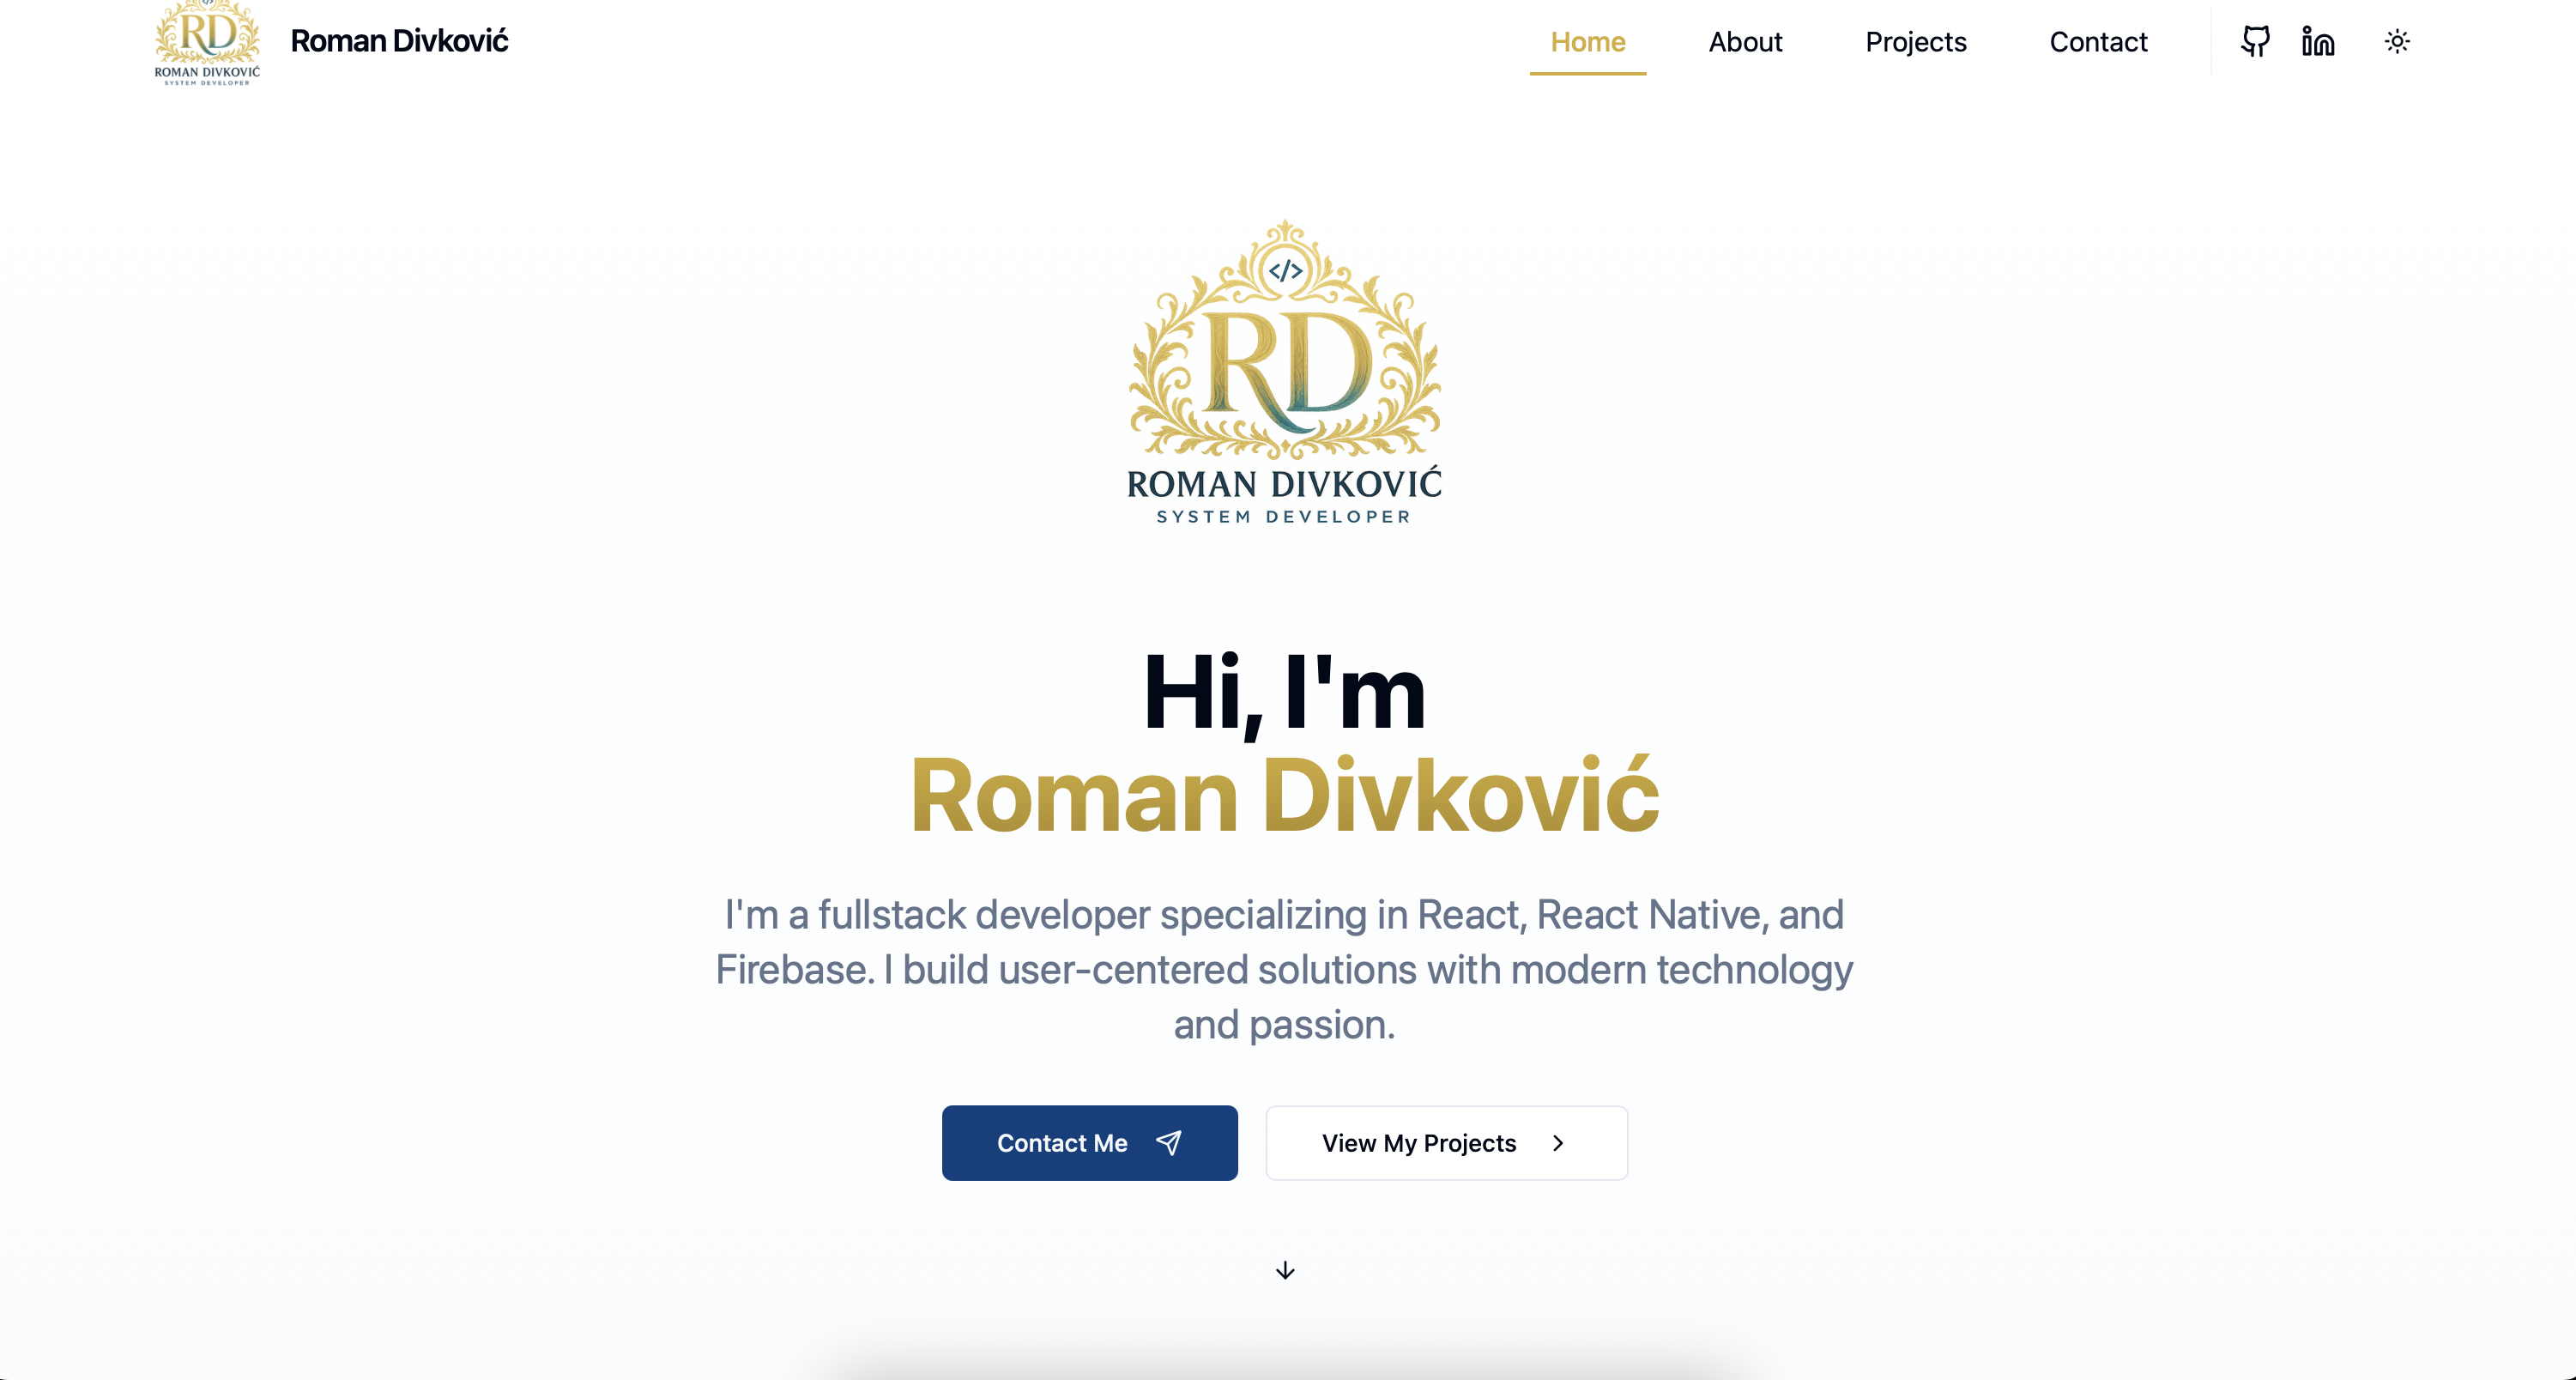 RD
ROMAN DIVKOVIĆ
SYSTEM DEVELOPER
Roman Divković
Home
About
Projects
Contact
in
</>
RD
ROMAN DIVKOVIĆ
SYSTEM DEVELOPER
Hi, I'm
Roman Divković
I'm a fullstack developer specializing in React, React Native, and
Firebase. I build user-centered solutions with modern technology
and passion.
Contact Me
View My Projects